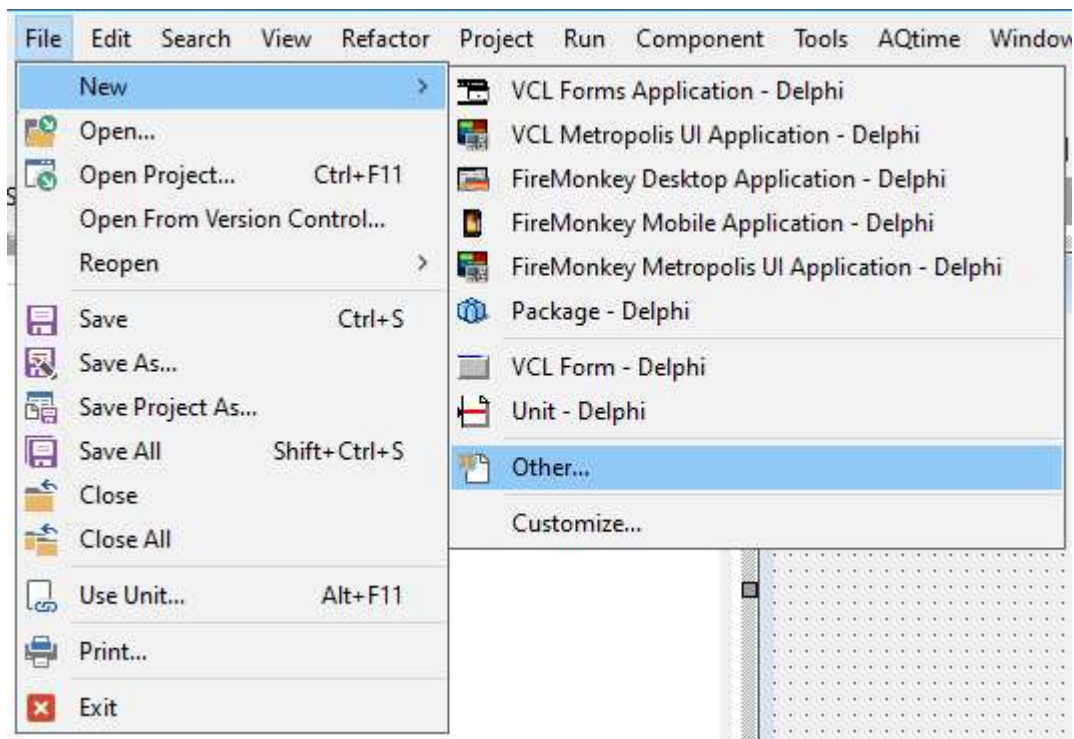 File Edit Search View Refactor Project Run Component Tools AQtime Window
New
Open...
Open Project... Ctrl+F11
Open From Version Control...
Reopen
Save Ctrl+S
Save As...
Save Project As...
Save All Shift+Ctrl+S
Close
Close All
Use Unit... Alt+F11
Print...
Exit
VCL Forms Application - Delphi
VCL Metropolis UI Application - Delphi
FireMonkey Desktop Application - Delphi
FireMonkey Mobile Application - Delphi
FireMonkey Metropolis UI Application - Delphi
Package - Delphi
VCL Form - Delphi
Unit - Delphi
Other...
Customize...